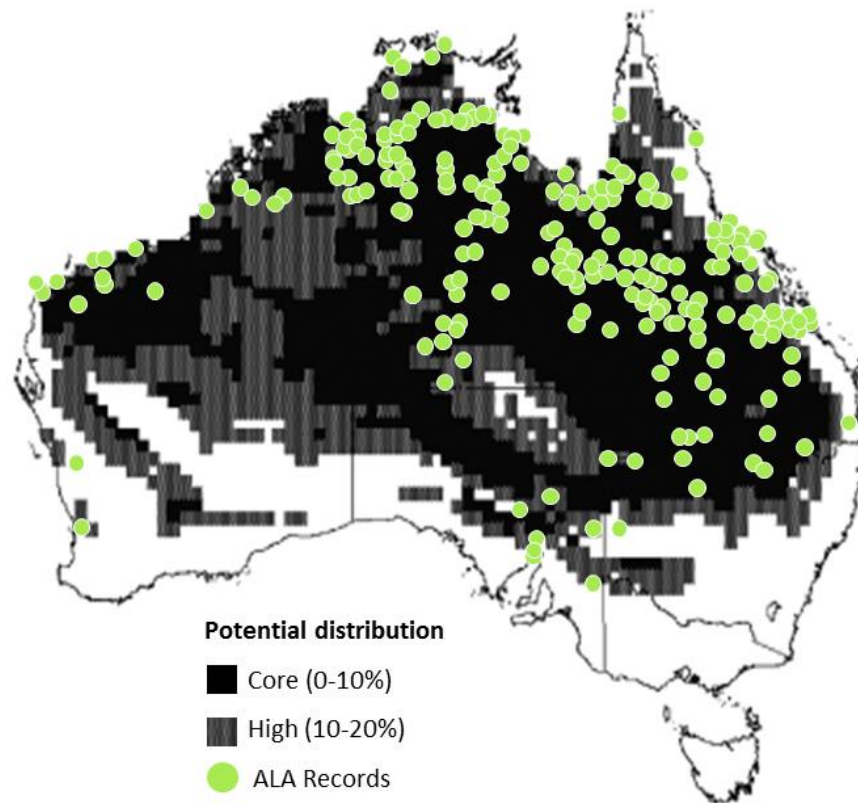 Potential distribution
Core (0-10%)
High (10-20%)
ALA Records